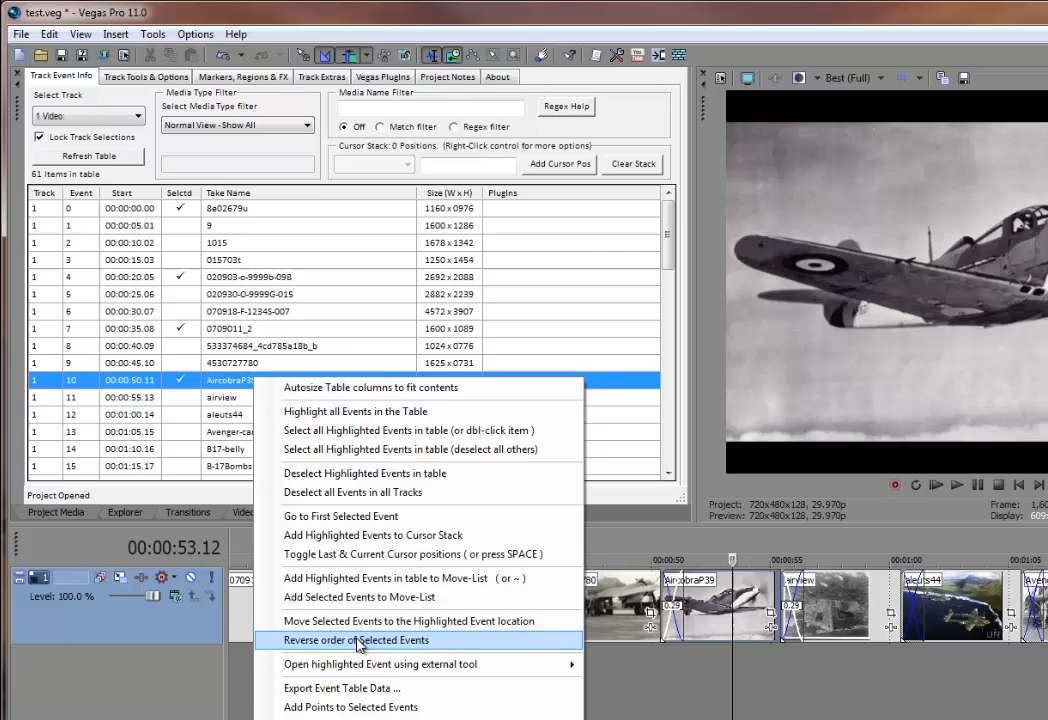 test.veg * - Vegas Pro 11.0
File Edit View Insert Tools Options Help
Track Event Info Track Tools & Options Markers, Regions & FX Track Extras Vegas PlugIns Project Notes About
Best (Full)
Select Track
1 Video:
Lock Track Selections
Refresh Table
61 Items in table
Media Type Filter
Select Media Type filter
Normal View - Show All
Media Name Filter
Regex Help
Off Match filter Regex filter
Cursor Stack: 0 Positions. (Right-Click control for more options)
Add Cursor Pos Clear Stack
Track Event Start Selctd Take Name Size (W x H) PlugIns
1 0 00:00:00.00 ✓ 8e02679u 1160 x 0976
1 1 00:00:05.01 9 1600 x 1286
1 2 00:00:10.02 1015 1678 x 1342
1 3 00:00:15.03 015703t 1250 x 1454
1 4 00:00:20.05 ✓ 020903-o-9999b-098 2692 x 2088
1 5 00:00:25.06 020930-O-9999G-015 2882 x 2239
1 6 00:00:30.07 070918-F-1234S-007 4572 x 3907
1 7 00:00:35.08 ✓ 0709011_2 1600 x 1089
1 8 00:00:40.09 533374684_4cd785a18b_b 1024 x 0776
1 9 00:00:45.10 4530727780 1625 x 0731
1 10 00:00:50.11 ✓ AircobraP39
1 11 00:00:55.13 airview
1 12 00:01:00.14 aleuts44
1 13 00:01:05.15 Avenger-car
1 14 00:01:10.16 B17-belly
1 15 00:01:15.17 B-17Bombs
Autosize Table columns to fit contents
Highlight all Events in the Table
Select all Highlighted Events in table (or dbl-click item )
Select all Highlighted Events in table (deselect all others)
Deselect Highlighted Events in table
Deselect all Events in all Tracks
Go to First Selected Event
Add Highlighted Events to Cursor Stack
Toggle Last & Current Cursor positions ( or press SPACE )
Add Highlighted Events in table to Move-List ( or ~ )
Add Selected Events to Move-List
Move Selected Events to the Highlighted Event location
Reverse order of Selected Events
Open highlighted Event using external tool
Export Event Table Data ...
Add Points to Selected Events
Project Opened
Project Media Explorer Transitions
Project: 720x480x128, 29.970p
Preview: 720x480x128, 29.970p
Frame: 1,6
Display: 609
00:00:53.12
00:00:50 00:00:55 00:01:00 00:01:05
1
Level: 100.0 %
0709
780
AircobraP39
0.29
airview
0.29
aleuts44
LIFE